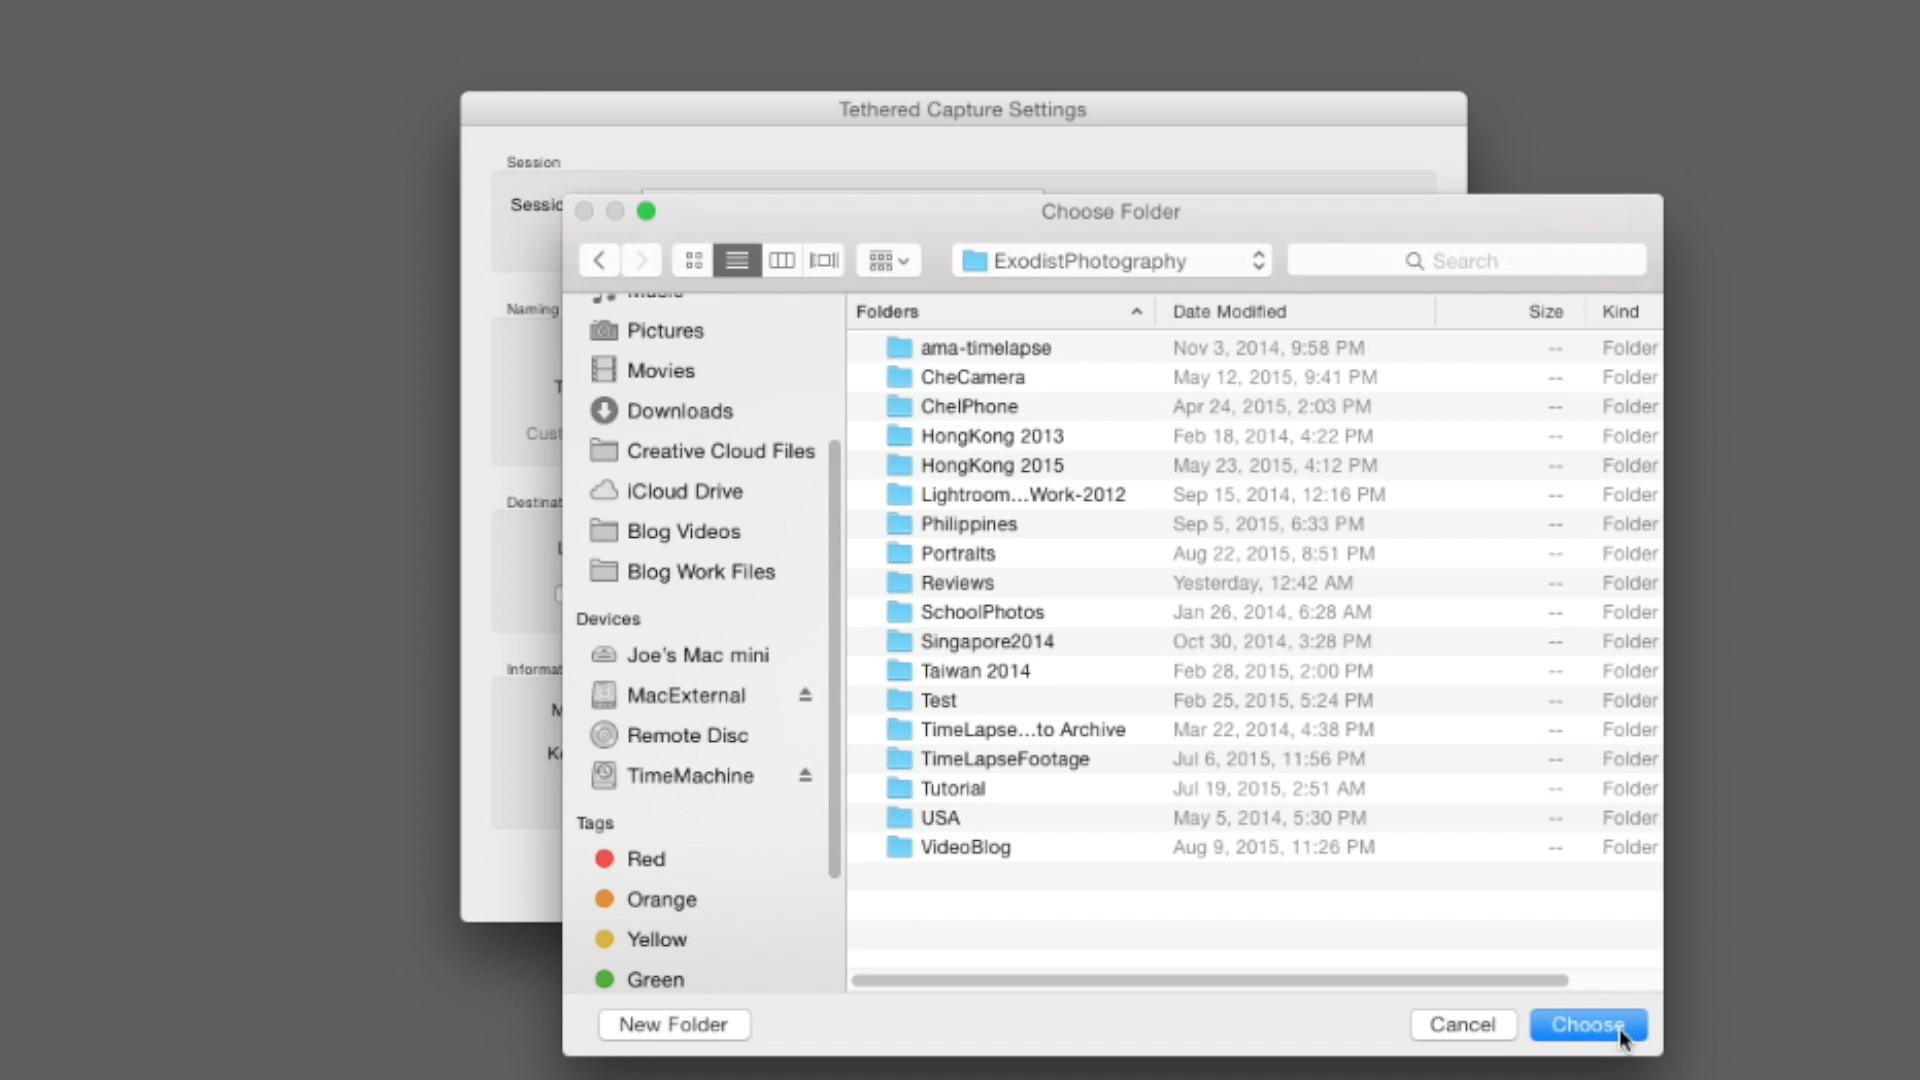 Tethered Capture Settings
Session
Sessic
Choose Folder
ExodistPhotography
Search
Naming
T
Cust
Destinat
L
Informat
M
K
Music
Pictures
Movies
Downloads
Creative Cloud Files
iCloud Drive
Blog Videos
Blog Work Files
Devices
Joe's Mac mini
MacExternal
Remote Disc
TimeMachine
Tags
Red
Orange
Yellow
Green
Folders Date Modified Size Kind
ama-timelapse Nov 3, 2014, 9:58 PM -- Folder
CheCamera May 12, 2015, 9:41 PM -- Folder
CheIPhone Apr 24, 2015, 2:03 PM -- Folder
HongKong 2013 Feb 18, 2014, 4:22 PM -- Folder
HongKong 2015 May 23, 2015, 4:12 PM -- Folder
Lightroom...Work-2012 Sep 15, 2014, 12:16 PM -- Folder
Philippines Sep 5, 2015, 6:33 PM -- Folder
Portraits Aug 22, 2015, 8:51 PM -- Folder
Reviews Yesterday, 12:42 AM -- Folder
SchoolPhotos Jan 26, 2014, 6:28 AM -- Folder
Singapore2014 Oct 30, 2014, 3:28 PM -- Folder
Taiwan 2014 Feb 28, 2015, 2:00 PM -- Folder
Test Feb 25, 2015, 5:24 PM -- Folder
TimeLapse...to Archive Mar 22, 2014, 4:38 PM -- Folder
TimeLapseFootage Jul 6, 2015, 11:56 PM -- Folder
Tutorial Jul 19, 2015, 2:51 AM -- Folder
USA May 5, 2014, 5:30 PM -- Folder
VideoBlog Aug 9, 2015, 11:26 PM -- Folder
New Folder
Cancel
Choose